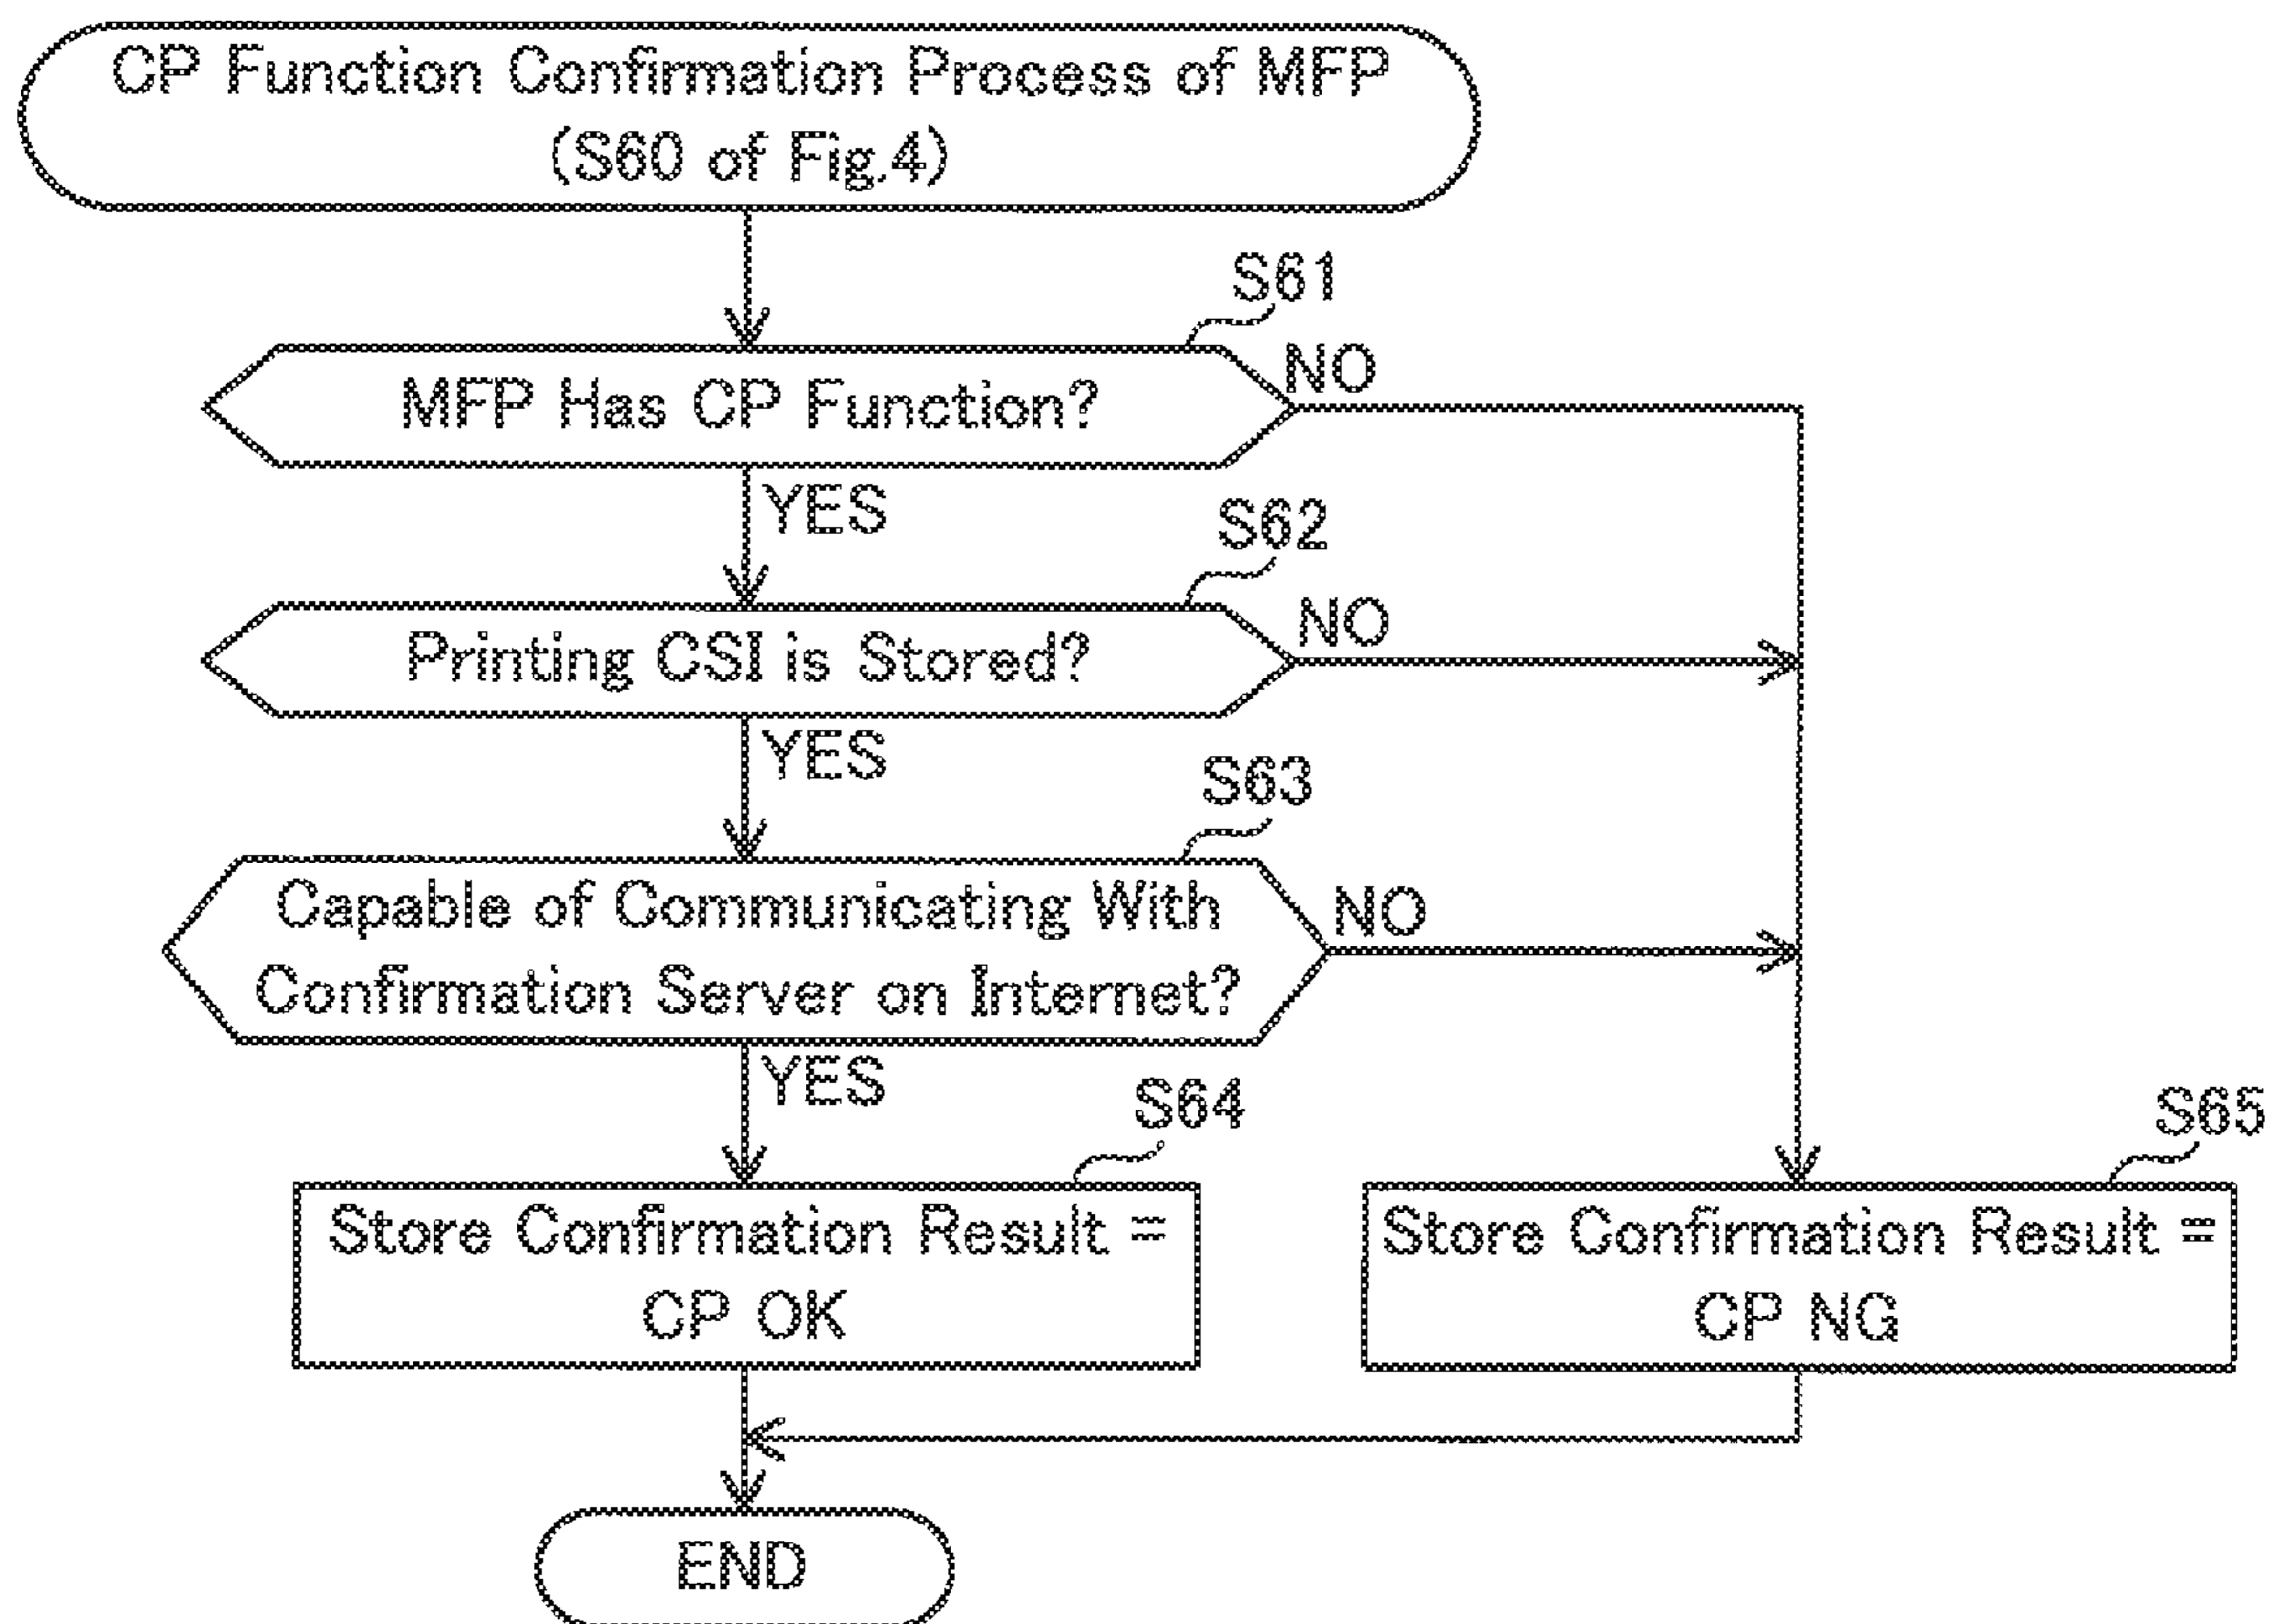 CP Function Confirmation Process of MFP
(S60 of Fig.4)
S61
MFP Has CP Function?
NO
YES
S62
Printing CSI is Stored?
NO
YES
S63
Capable of Communicating With
Confirmation Server on Internet?
NO
YES
S64
Store Confirmation Result =
CP OK
S65
Store Confirmation Result =
CP NG
END